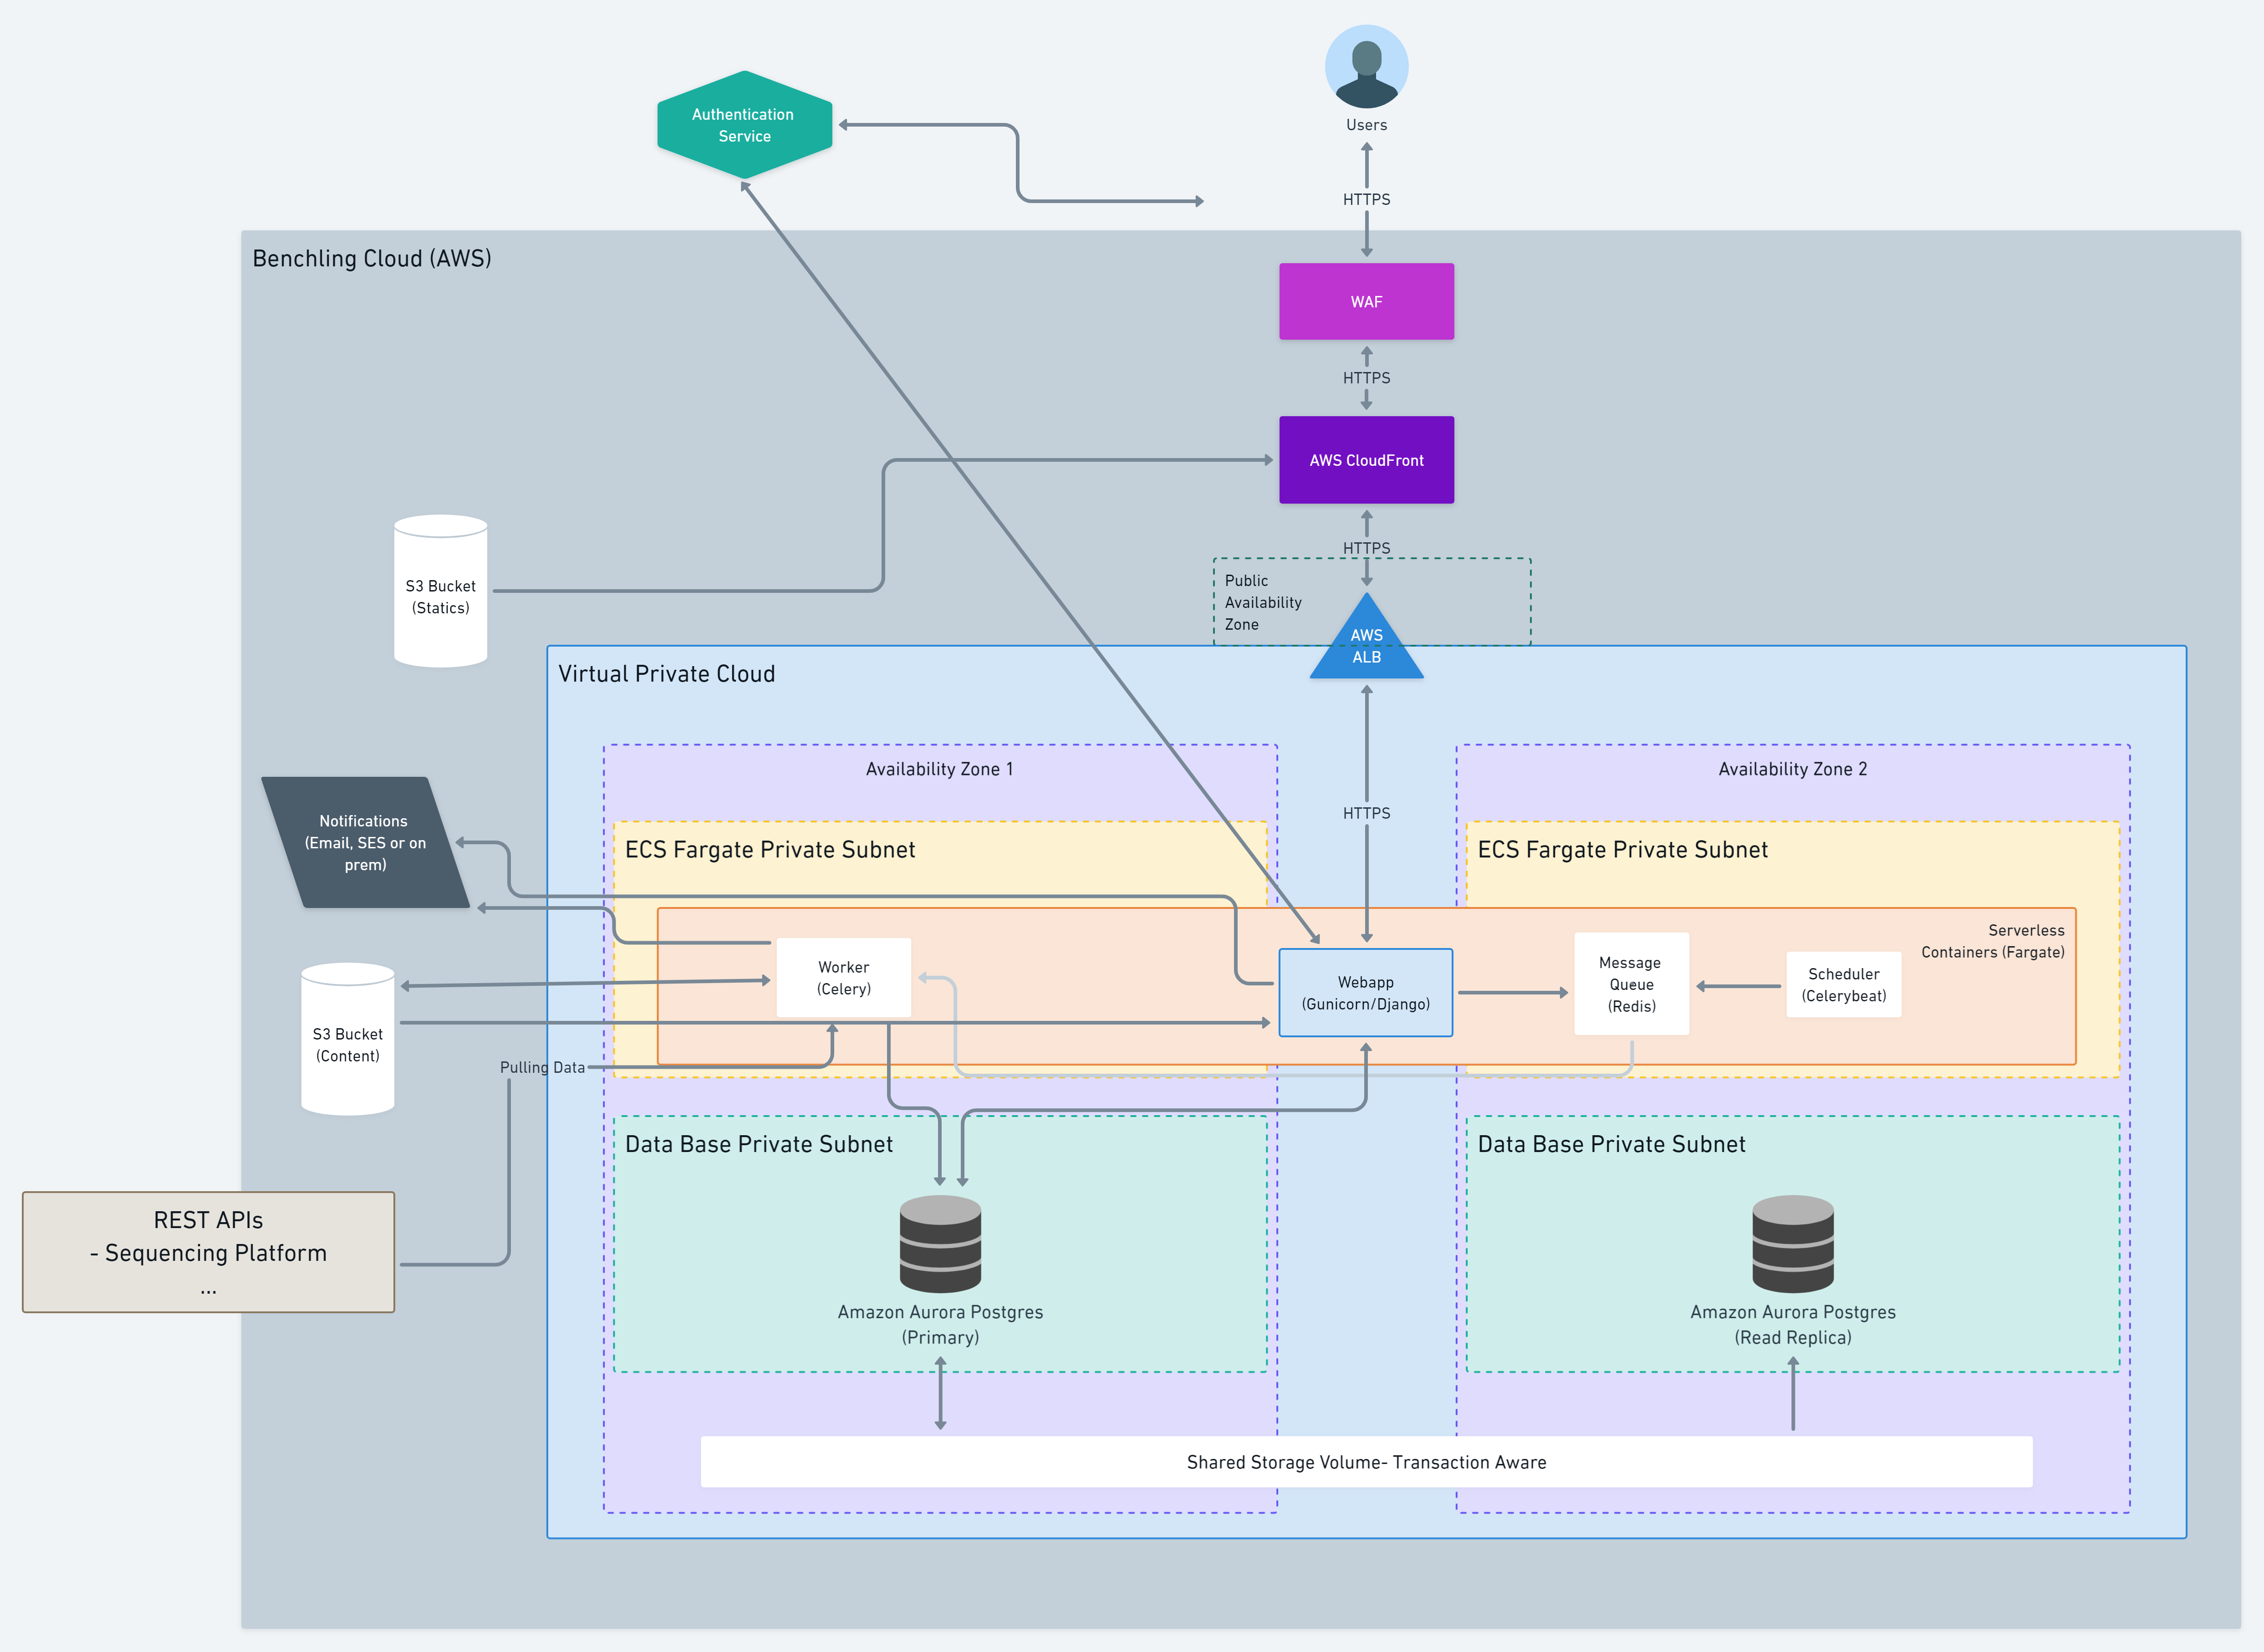 Users
Authentication
Service
HTTPS
Benchling Cloud (AWS)
WAF
HTTPS
AWS CloudFront
HTTPS
Public
Availability
Zone
S3 Bucket
(Statics)
AWS
ALB
Virtual Private Cloud
Availability Zone 1
Availability Zone 2
HTTPS
Notifications
(Email, SES or on
prem)
ECS Fargate Private Subnet
ECS Fargate Private Subnet
Serverless
Containers (Fargate)
Worker
(Celery)
Webapp
(Gunicorn/Django)
Message
Queue
(Redis)
Scheduler
(Celerybeat)
S3 Bucket
(Content)
Pulling Data
Data Base Private Subnet
Data Base Private Subnet
REST APIs
- Sequencing Platform
...
Amazon Aurora Postgres
(Primary)
Amazon Aurora Postgres
(Read Replica)
Shared Storage Volume- Transaction Aware